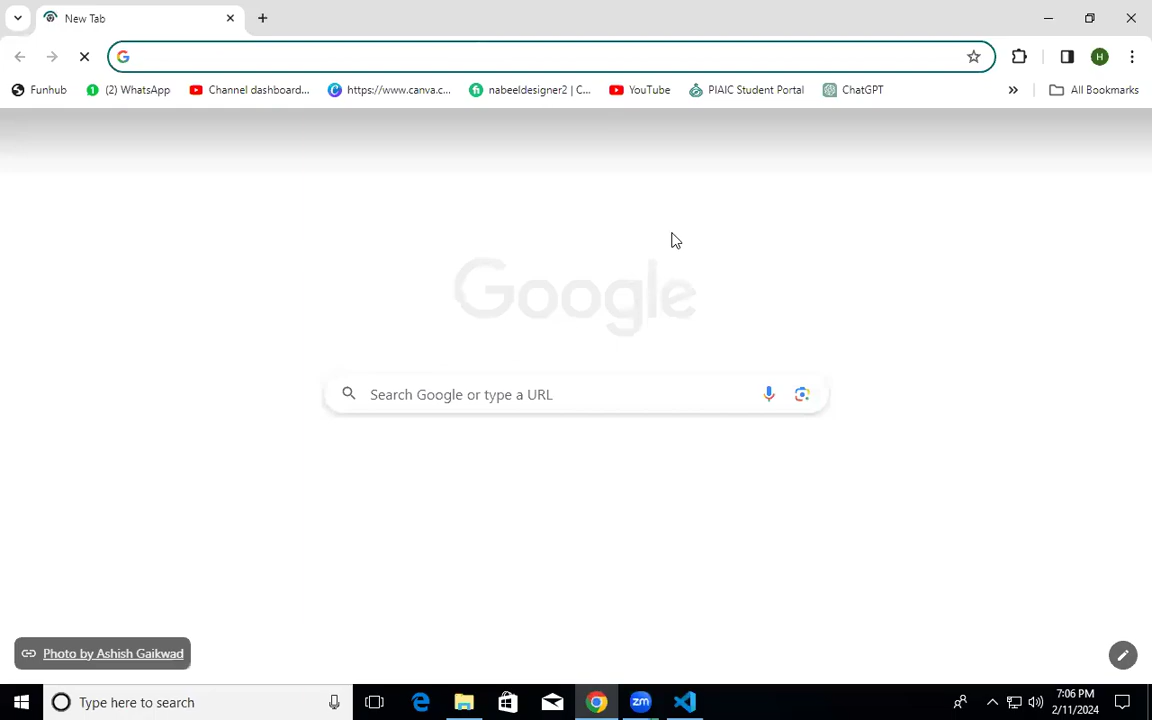 New Tab
Funhub
(2) WhatsApp
Channel dashboard...
https://www.canva.c...
nabeeldesigner2 | C...
YouTube
PIAIC Student Portal
ChatGPT
»
All Bookmarks
H
Google
Search Google or type a URL
Photo by Ashish Gaikwad
Type here to search
zm
7:06 PM
2/11/2024